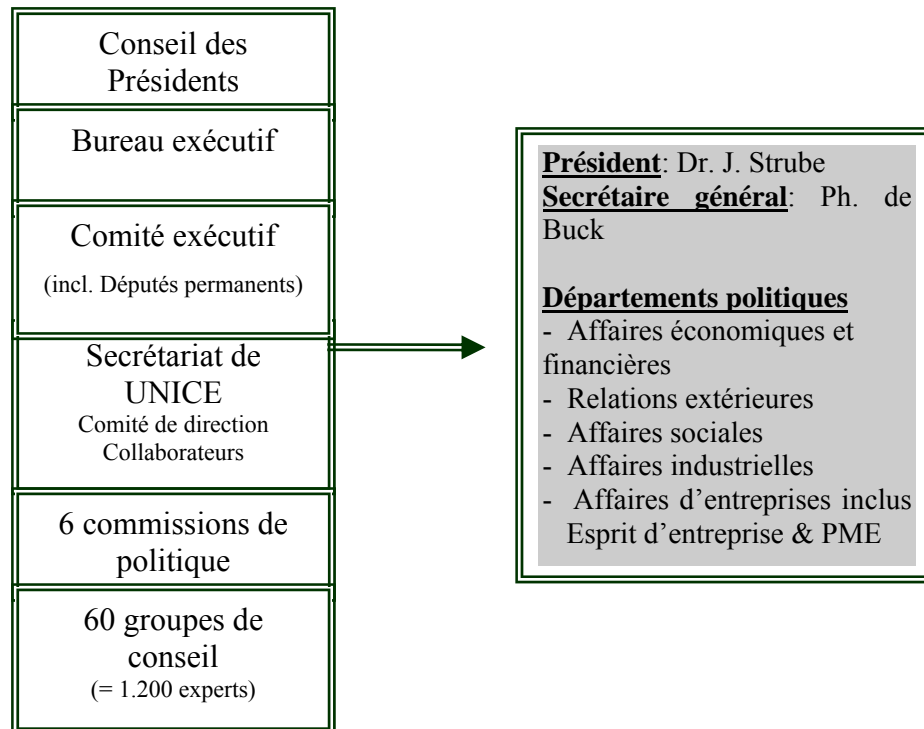 Conseil des
Présidents
Bureau exécutif
Comité exécutif
(incl. Députés permanents)
Secrétariat de
UNICE
Comité de direction
Collaborateurs
6 commissions de
politique
60 groupes de
conseil
(= 1.200 experts)
Président: Dr. J. Strube
Secrétaire général: Ph. de
Buck
Départements politiques
- Affaires économiques et
financières
- Relations extérieures
- Affaires sociales
- Affaires industrielles
- Affaires d’entreprises inclus
Esprit d’entreprise & PME